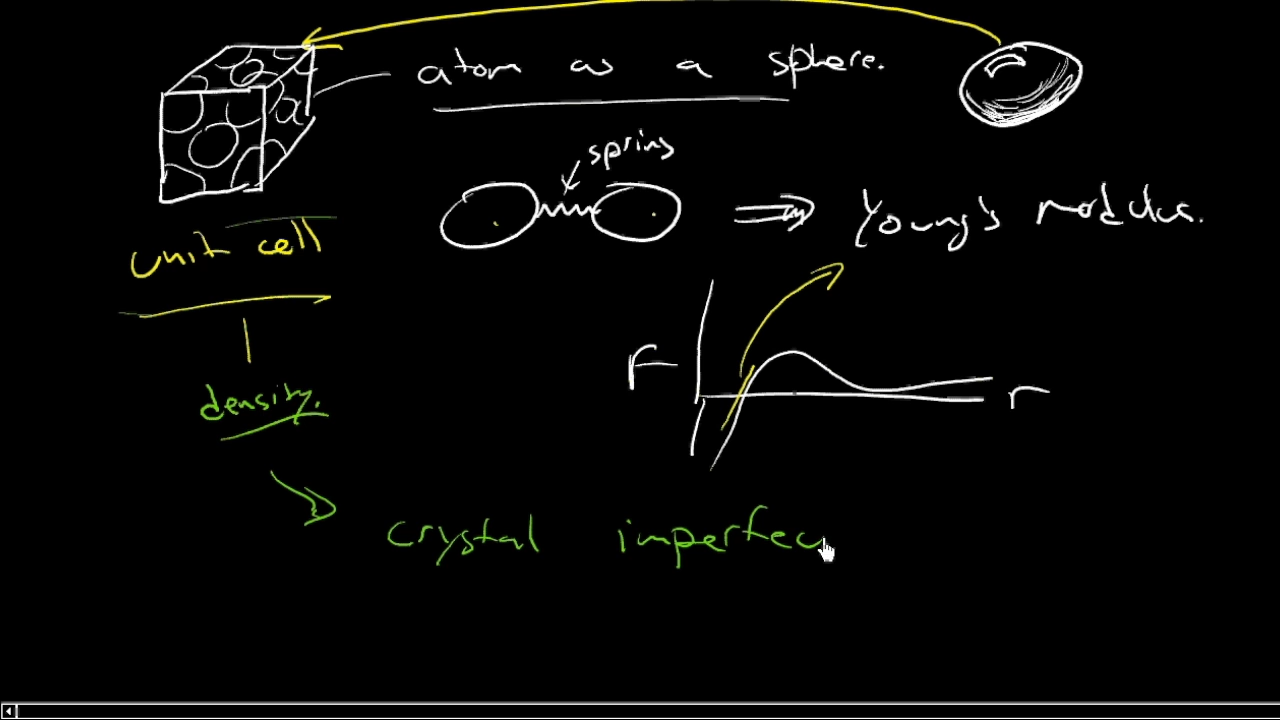 atom as a sphere.
spring
Young's modulus.
unit cell
F
r
density.
crystal imperfec